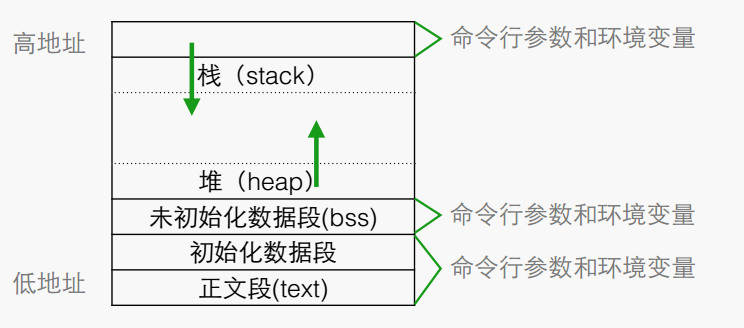 高地址
命令行参数和环境变量
栈（stack）
堆（heap）
未初始化数据段(bss)
命令行参数和环境变量
初始化数据段
命令行参数和环境变量
低地址
正文段(text)